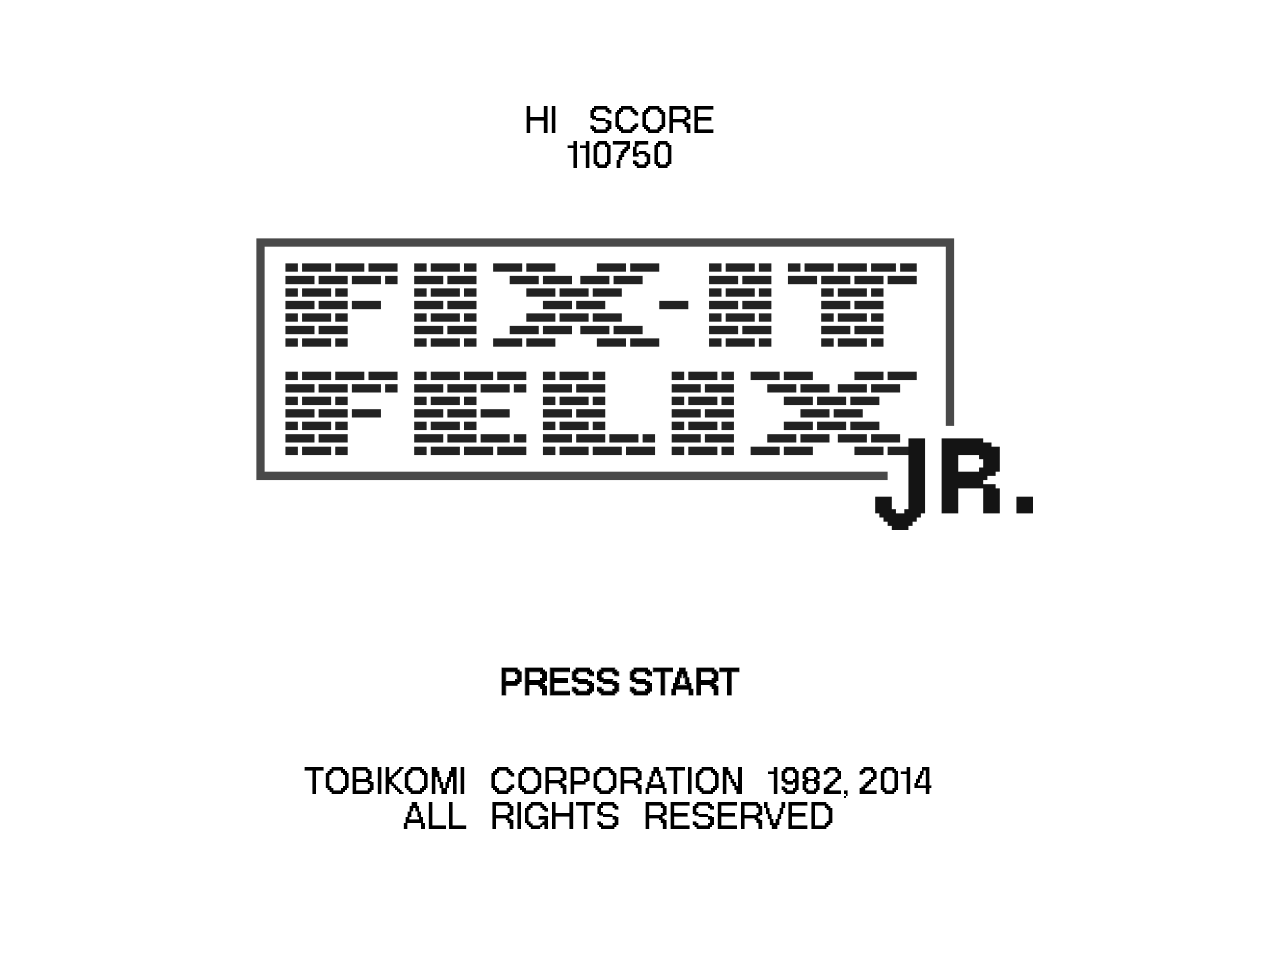 HI SCORE
110750
FIX-IT
FELIX
JR.
PRESS START
TOBIKOMI CORPORATION 1982, 2014
ALL RIGHTS RESERVED